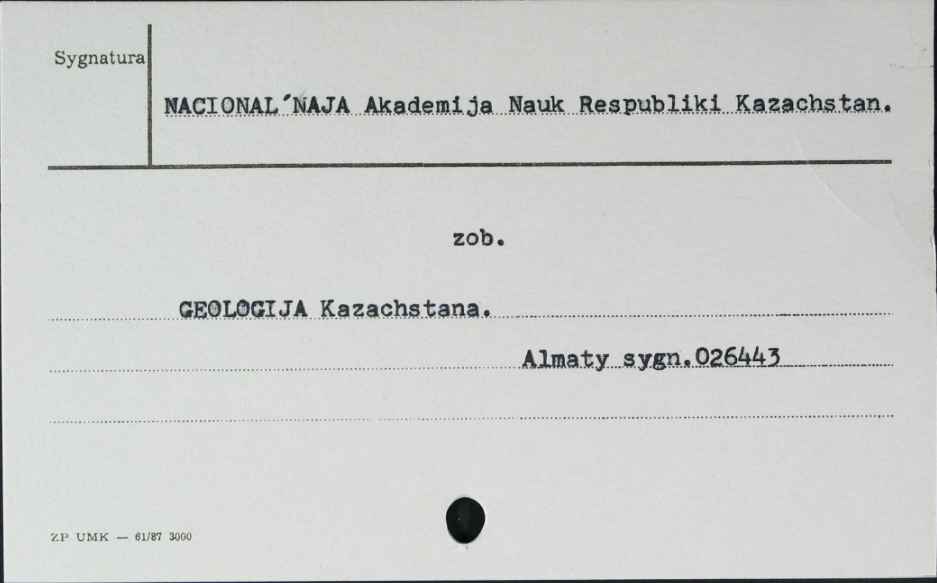 Sygnatura
NACIONAL´NAJA Akademija Nauk Respubliki Kazachstan.
zob.
GEOLOGIJA Kazachstana.
Almaty sygn.026443
ZP UMK — 61/87 3000